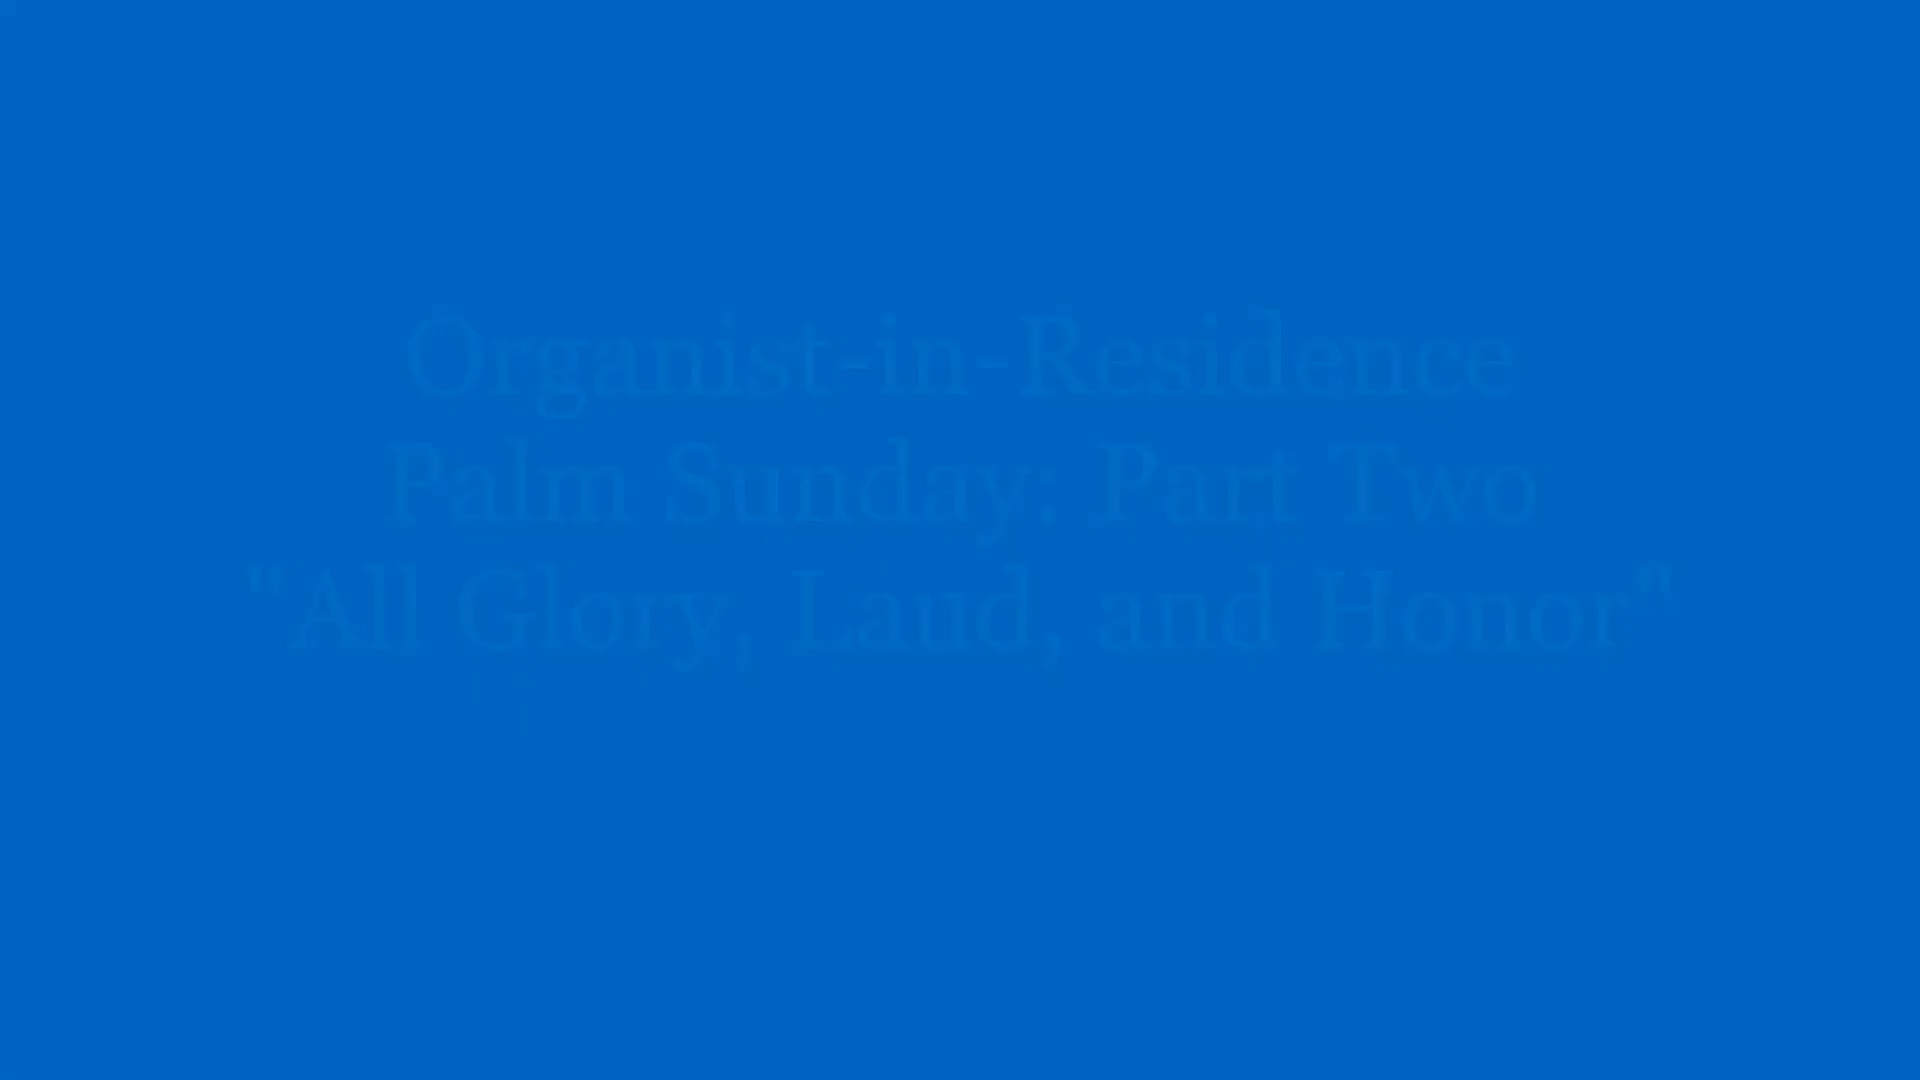 Organist-in-Residence
Palm Sunday: Part Two
"All Glory, Laud, and Honor"